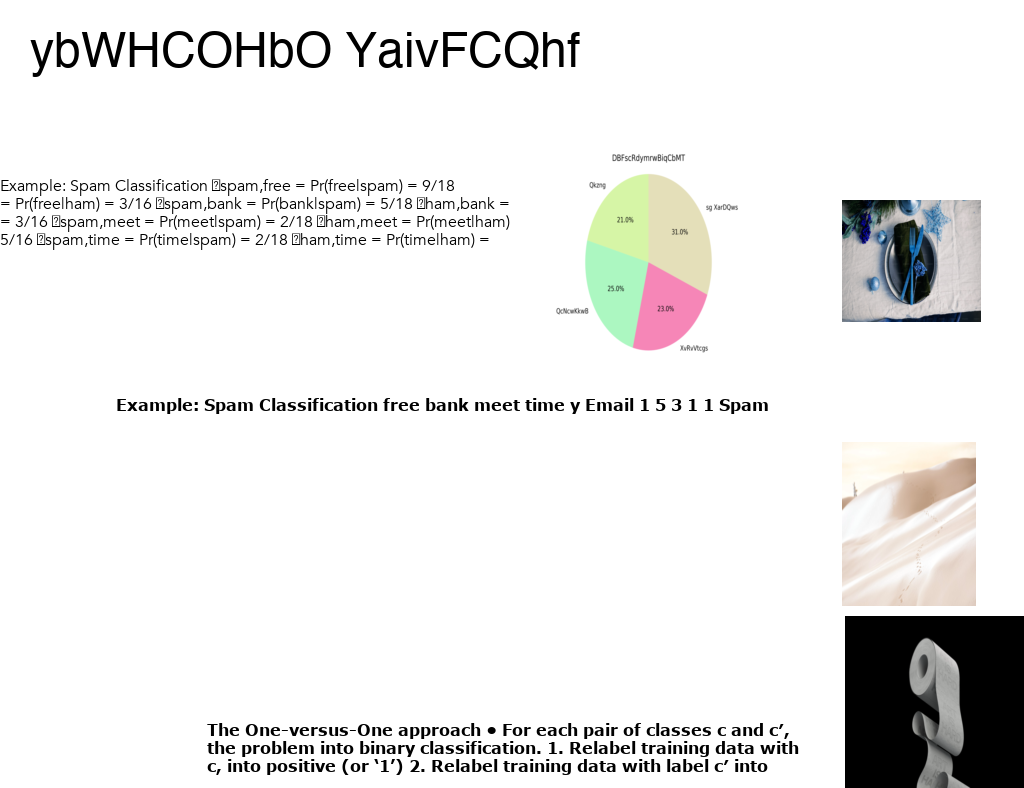 ybWHCOHbO YaivFCQhf
DBFscRdymrwBiqCbMT
Qkzng
sg XarDQws
21.0%
31.0%
25.0%
23.0%
QcNcwKkwB
XvRvVtcgs
Example: Spam Classification �spam,free = Pr(free|spam) = 9/18
= Pr(free|ham) = 3/16 �spam,bank = Pr(bank|spam) = 5/18 �ham,bank =
= 3/16 �spam,meet = Pr(meet|spam) = 2/18 �ham,meet = Pr(meet|ham)
5/16 �spam,time = Pr(time|spam) = 2/18 �ham,time = Pr(time|ham) =
Example: Spam Classification free bank meet time y Email 1 5 3 1 1 Spam
The One-versus-One approach • For each pair of classes c and c′,
the problem into binary classification. 1. Relabel training data with
c, into positive (or ‘1’) 2. Relabel training data with label c′ into